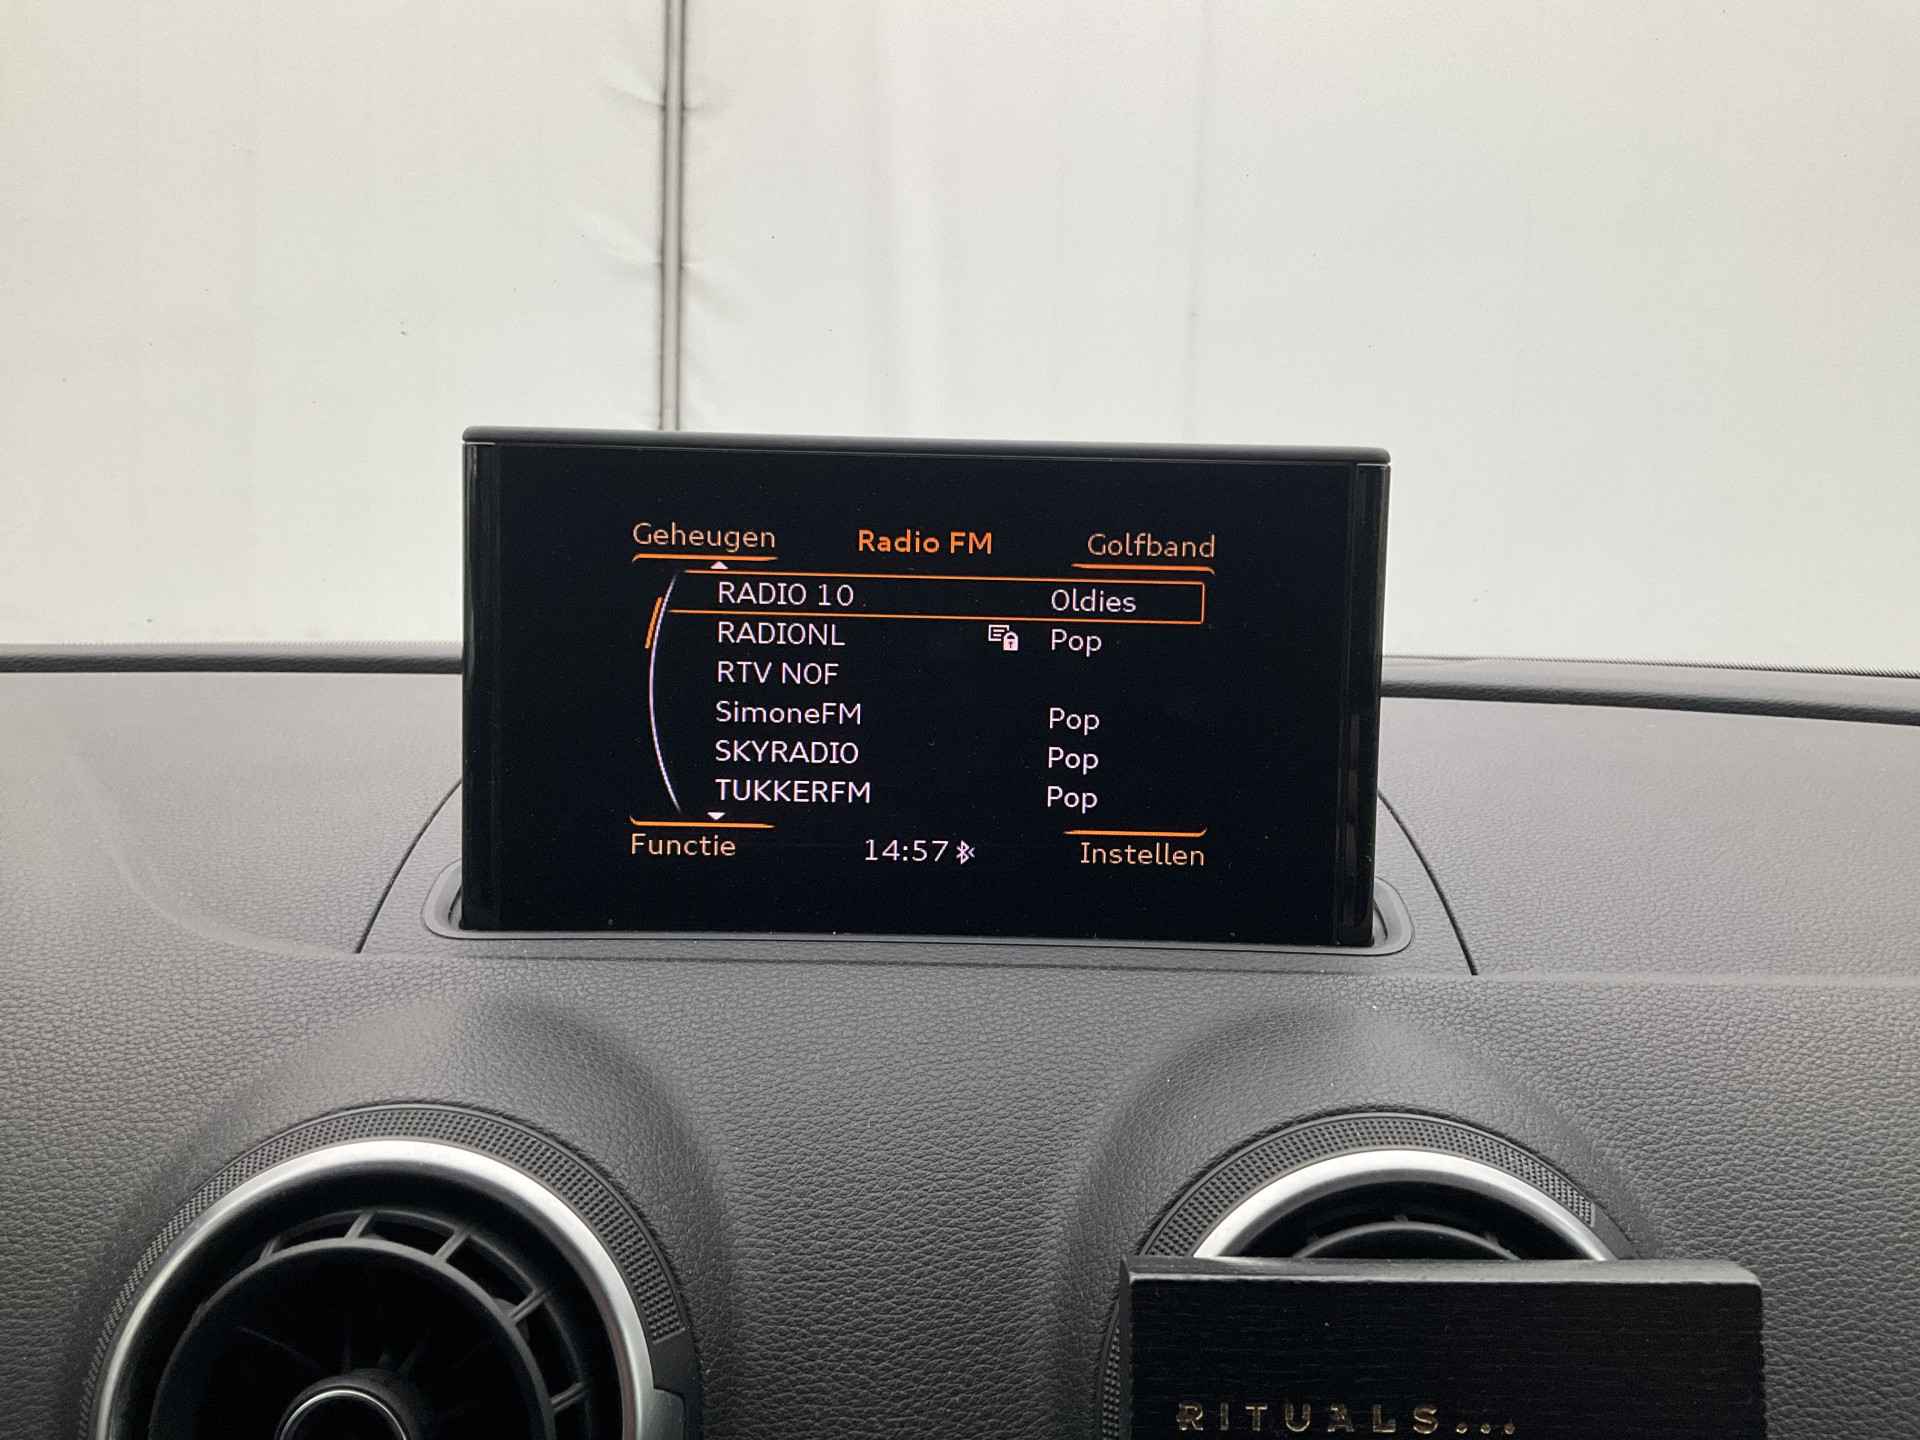 Geheugen Radio FM Golfband
RADIO 10 Oldies
RADIONL Pop
RTV NOF
SimoneFM Pop
SKYRADIO Pop
TUKKERFM Pop
Functie 14:57 Instellen
RITUALS...